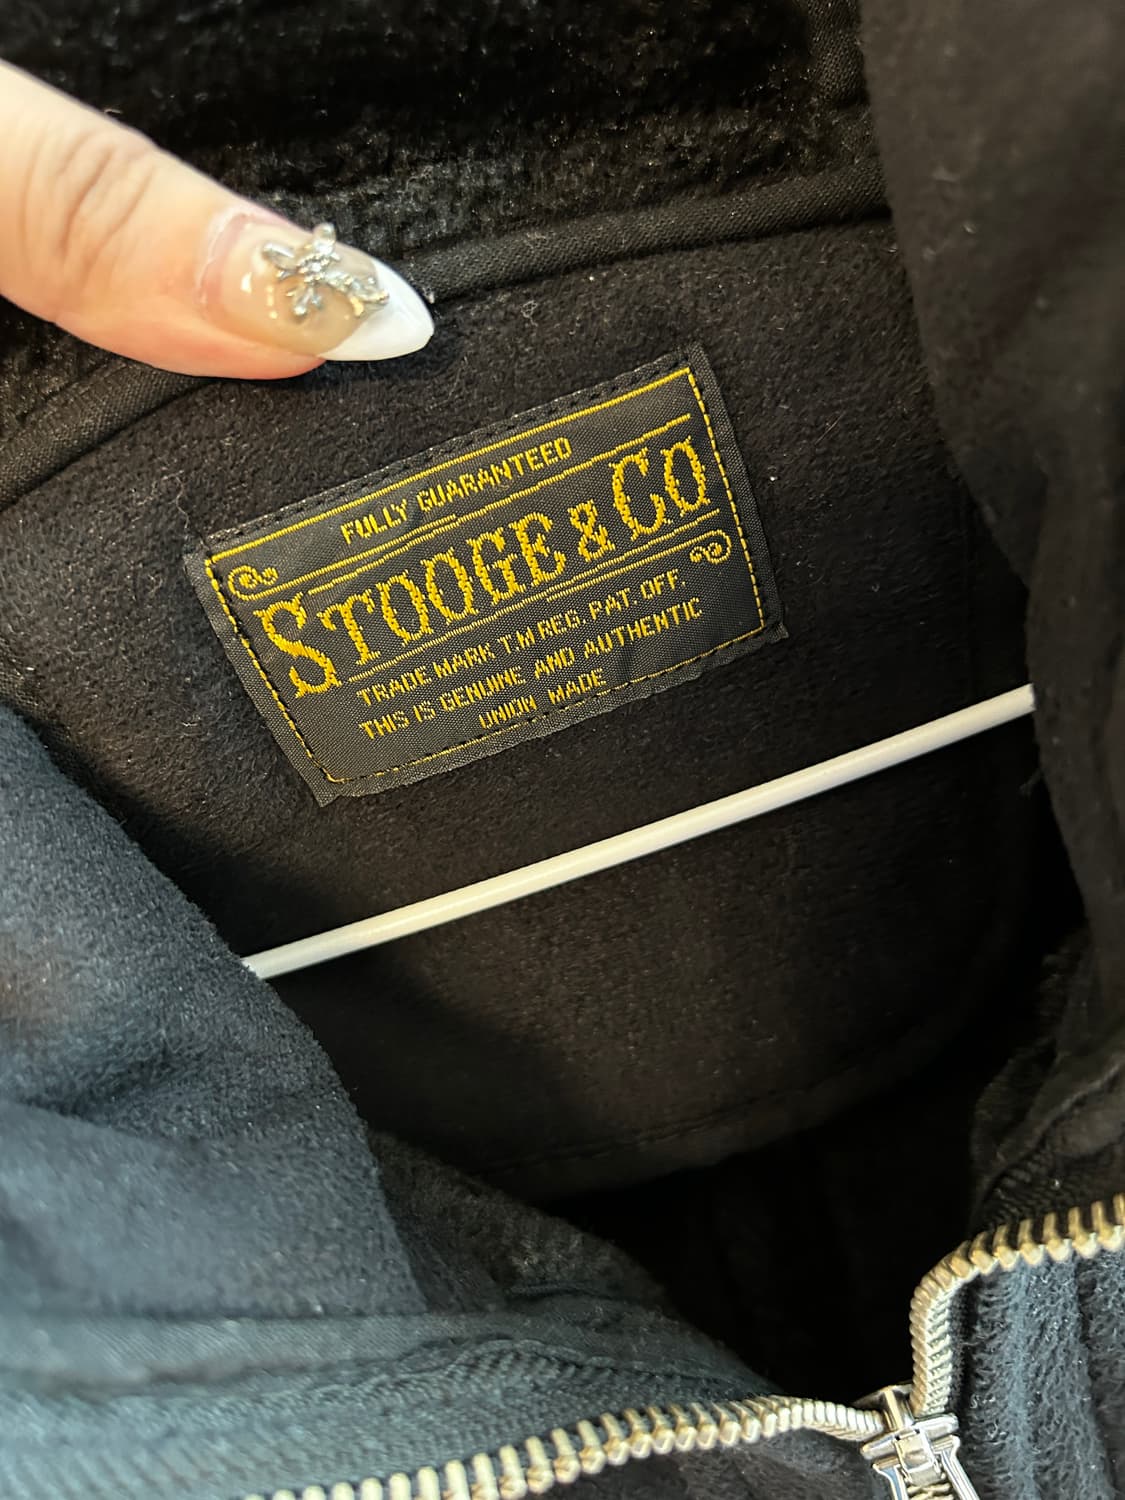 FULLY GUARANTEED
STOOGE & CO
TRADE MARK T.M REG. PAT. OFF.
THIS IS GENUINE AND AUTHENTIC
UNION MADE